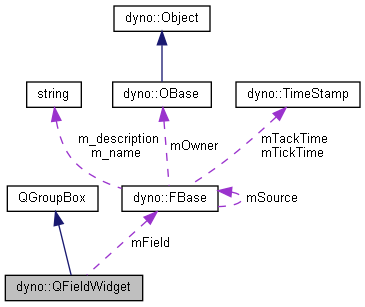 dyno::Object
string
dyno::OBase
dyno::TimeStamp
m_description
m_name
mOwner
mTackTime
mTickTime
QGroupBox
dyno::FBase
mSource
mField
dyno::QFieldWidget